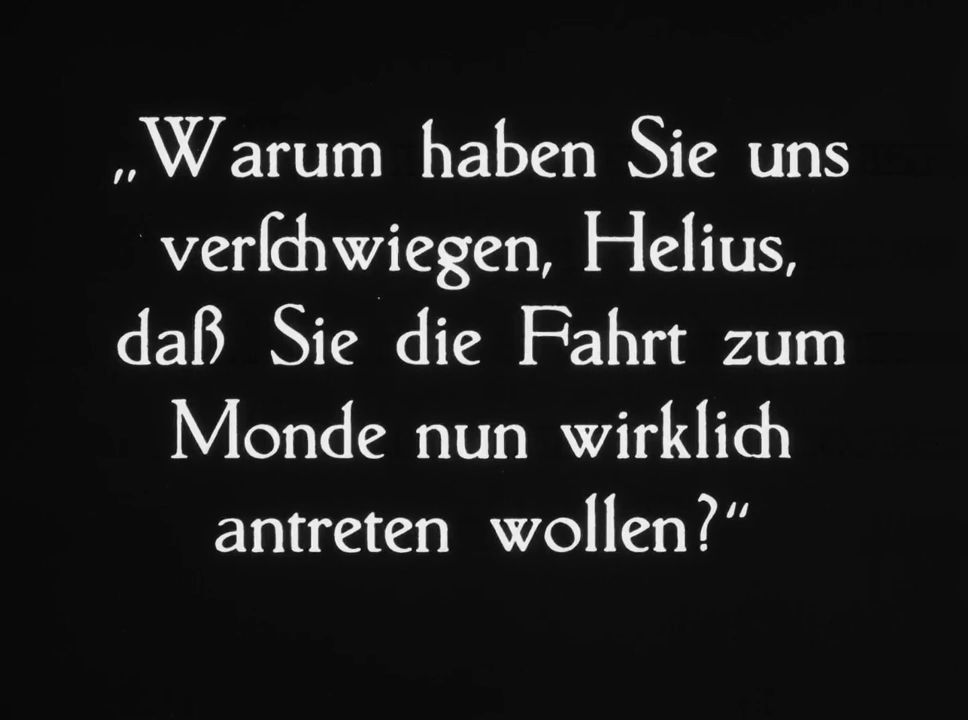 „Warum haben Sie uns
verſchwiegen, Helius,
daß Sie die Fahrt zum
Monde nun wirklich
antreten wollen?“